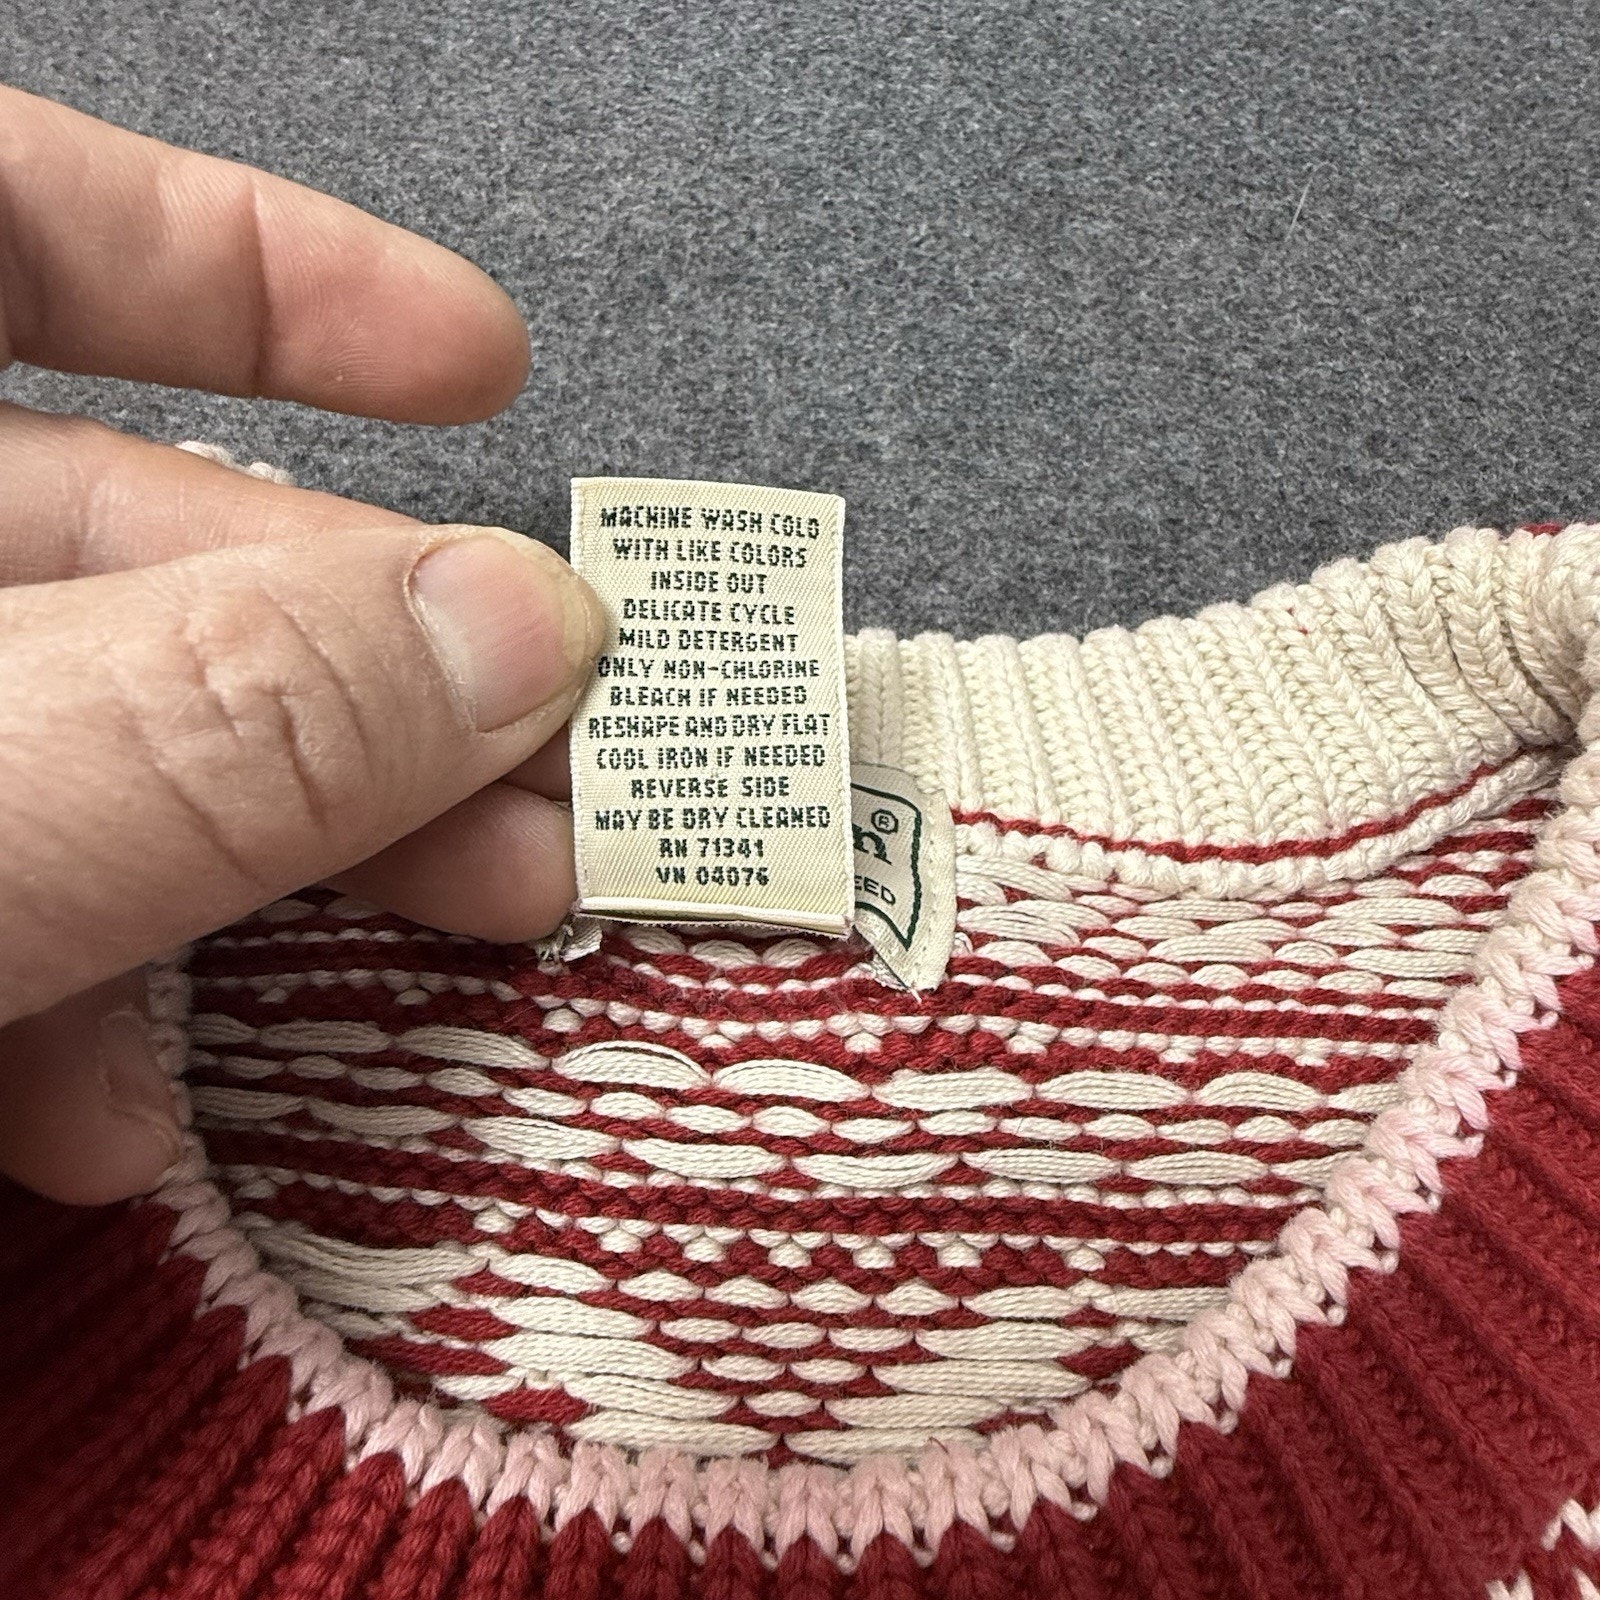 MACHINE WASH COLD
WITH LIKE COLORS
INSIDE OUT
DELICATE CYCLE
MILD DETERGENT
ONLY NON-CHLORINE
BLEACH IF NEEDED
RESHAPE AND DRY FLAT
COOL IRON IF NEEDED
REVERSE SIDE
MAY BE DRY CLEANED
RN 71341
VN 04076